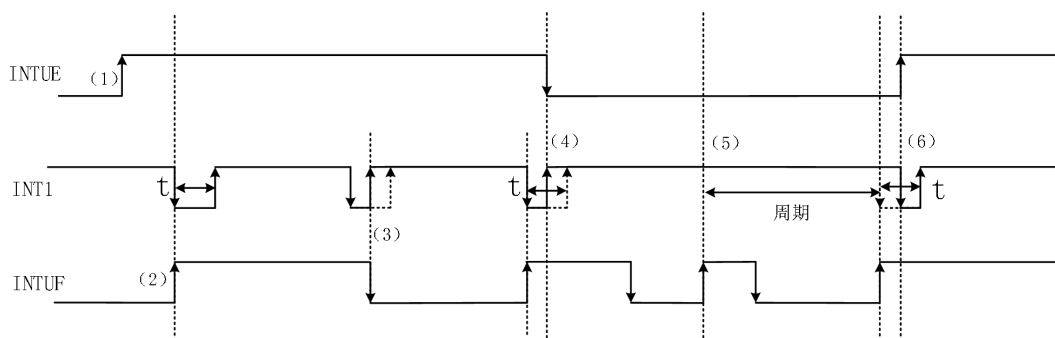 INTUE
(1)
(4)
(5)
(6)
INT1
t
t
t
周期
(3)
INTUF
(2)